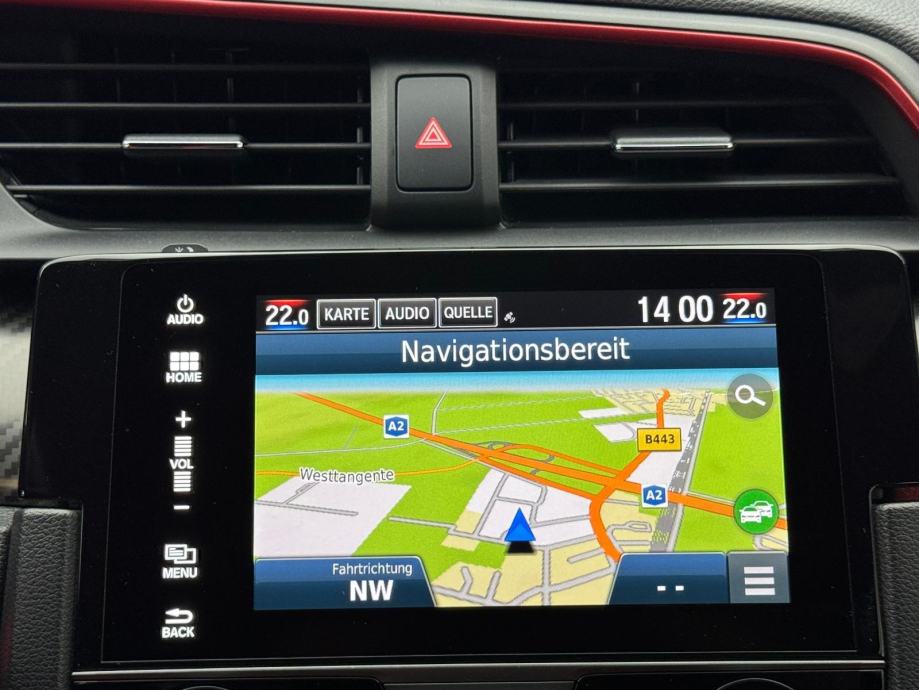 AUDIO
HOME
+
VOL
−
MENU
BACK
22.0 KARTE AUDIO QUELLE 14 00 22.0
Navigationsbereit
A2
B443
Westtangente
A2
Fahrtrichtung
NW
- -